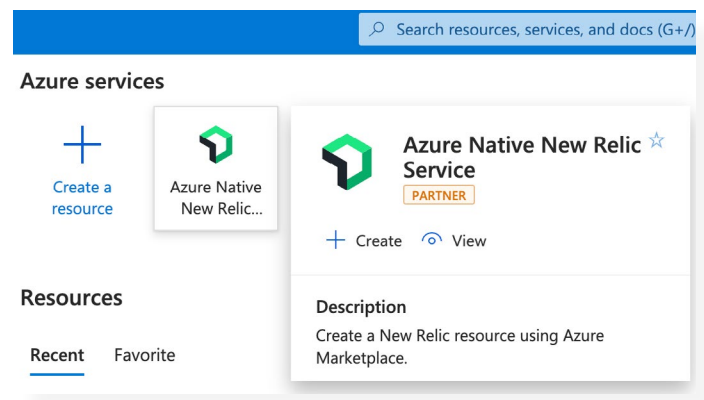 Search resources, services, and docs (G+/)
Azure services
Create a
resource
Azure Native
New Relic...
Azure Native New Relic
Service
PARTNER
Create
View
Description
Create a New Relic resource using Azure
Marketplace.
Resources
Recent
Favorite